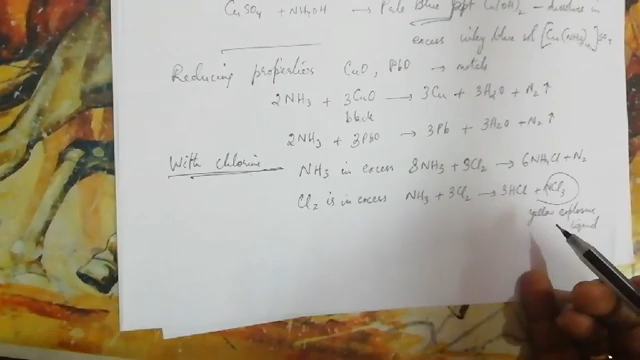 CuSO4 + NH4OH → Pale Blue ppt Cu(OH)2 - dissolve in
excess inky blue sol [Cu(NH3)4]SO4
Reducing properties CuO, PbO → metals
2NH3 + 3CuO → 3Cu + 3H2O + N2↑
black
2NH3 + 3PbO → 3Pb + 3H2O + N2↑
With chlorine NH3 in excess 8NH3 + 3Cl2 → 6NH4Cl + N2
Cl2 is in excess NH3 + 3Cl2 → 3HCl + NCl3
yellow explosive
liquid